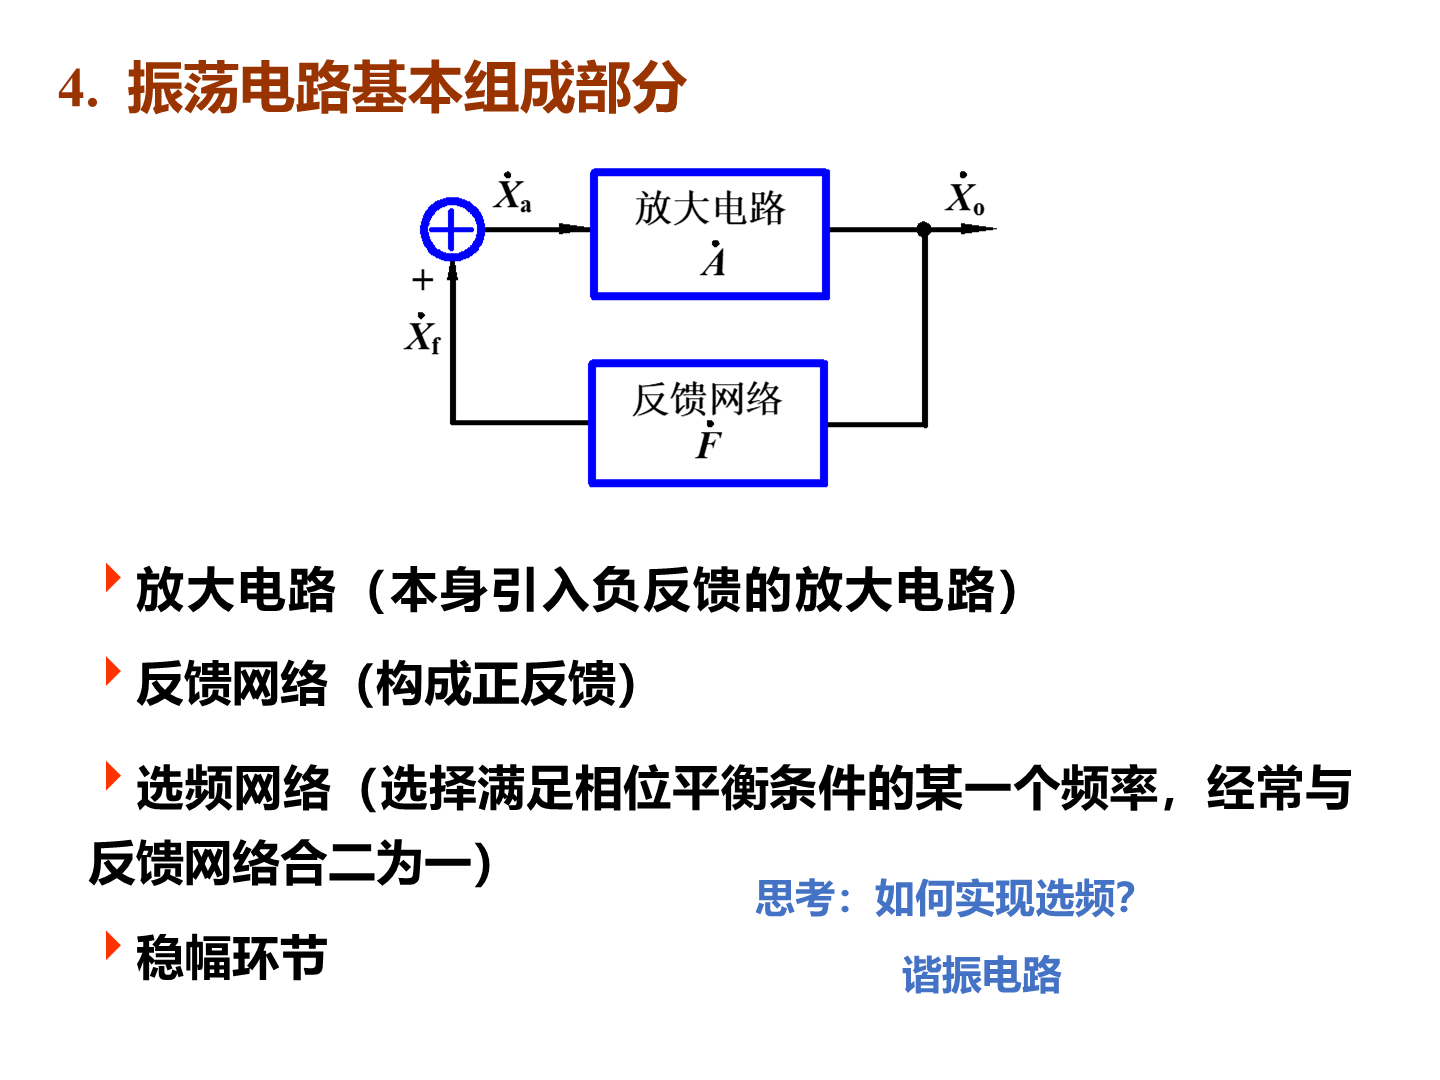 4. 振荡电路基本组成部分
Ẋa
放大电路
Ȧ
Ẋo
+
Ẋf
反馈网络
Ḟ
放大电路（本身引入负反馈的放大电路）
反馈网络（构成正反馈）
选频网络（选择满足相位平衡条件的某一个频率，经常与
反馈网络合二为一）
思考：如何实现选频？
稳幅环节
谐振电路